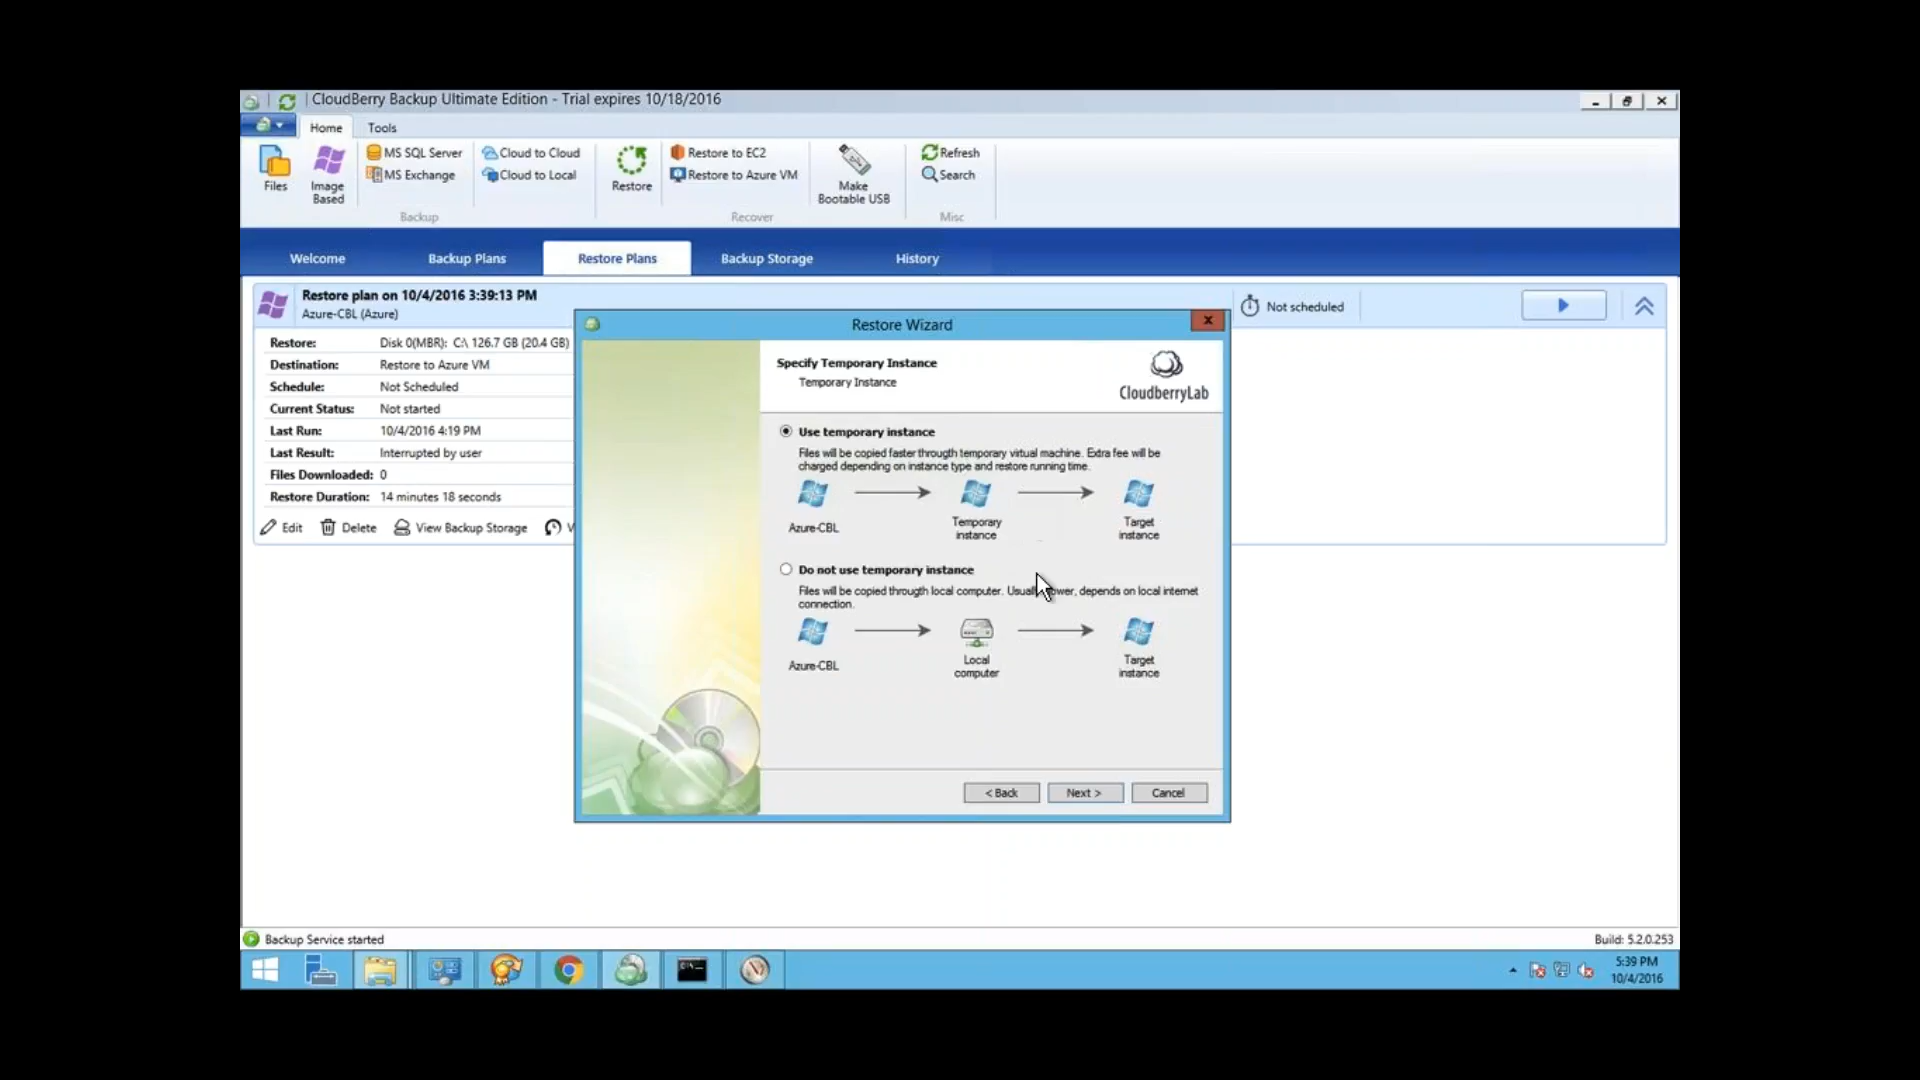 CloudBerry Backup Ultimate Edition - Trial expires 10/18/2016
Home
Tools
Files
Image
Based
MS SQL Server
MS Exchange
Backup
Cloud to Cloud
Cloud to Local
Restore
Restore to EC2
Restore to Azure VM
Recover
Make
Bootable USB
Refresh
Search
Misc
Welcome
Backup Plans
Restore Plans
Backup Storage
History
Restore plan on 10/4/2016 3:39:13 PM
Azure-CBL (Azure)
Not scheduled
Restore: Disk 0(MBR): C:\ 126.7 GB (20.4 GB)
Destination: Restore to Azure VM
Schedule: Not Scheduled
Current Status: Not started
Last Run: 10/4/2016 4:19 PM
Last Result: Interrupted by user
Files Downloaded: 0
Restore Duration: 14 minutes 18 seconds
Edit Delete View Backup Storage V
Restore Wizard
Specify Temporary Instance
Temporary Instance
CloudberryLab
Use temporary instance
Files will be copied faster througth temporary virtual machine. Extra fee will be
charged depending on instance type and restore running time.
Azure-CBL
Temporary
instance
Target
instance
Do not use temporary instance
Files will be copied througth local computer. depends on local internet
connection.
Azure-CBL
Local
computer
Target
instance
< Back
Next >
Cancel
Backup Service started
Build: 5.2.0.253
5:39 PM
10/4/2016